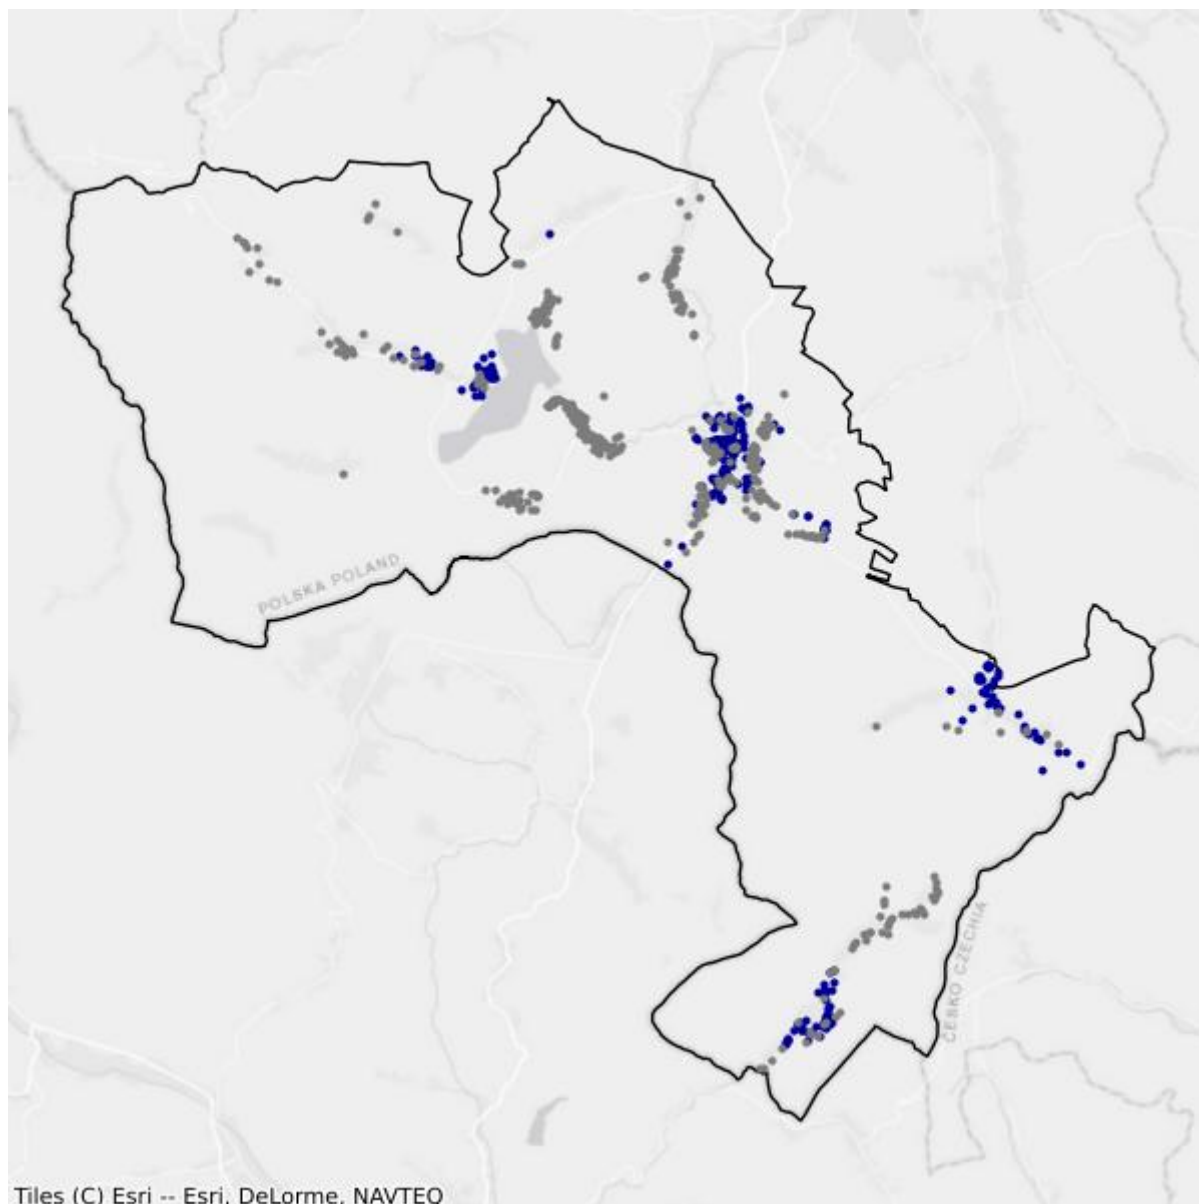 POLSKA POLAND
ČESKO CZECHIA
Tiles (C) Esri -- Esri, DeLorme, NAVTEQ